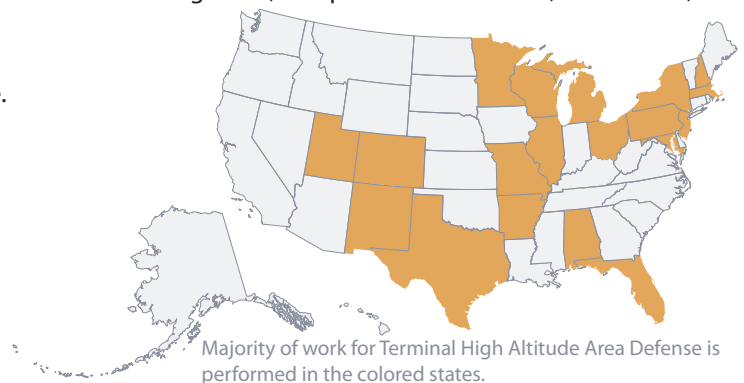 e.
Majority of work for Terminal High Altitude Area Defense is
performed in the colored states.